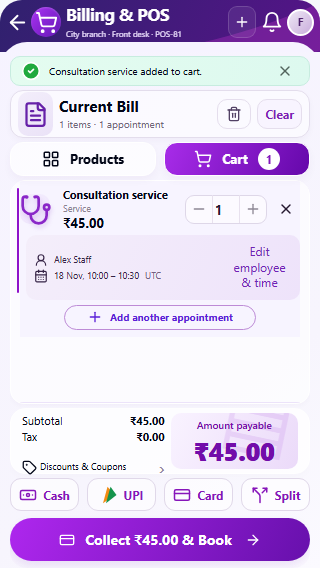 Billing & POS
City branch · Front desk · POS-81
F
Consultation service added to cart.
Current Bill
1 items · 1 appointment
Clear
Products
Cart 1
Consultation service
Service
₹45.00
1
Alex Staff
18 Nov, 10:00 – 10:30 UTC
Edit
employee
& time
Add another appointment
Subtotal ₹45.00
Tax ₹0.00
Discounts & Coupons
Amount payable
₹45.00
Cash
UPI
Card
Split
Collect ₹45.00 & Book